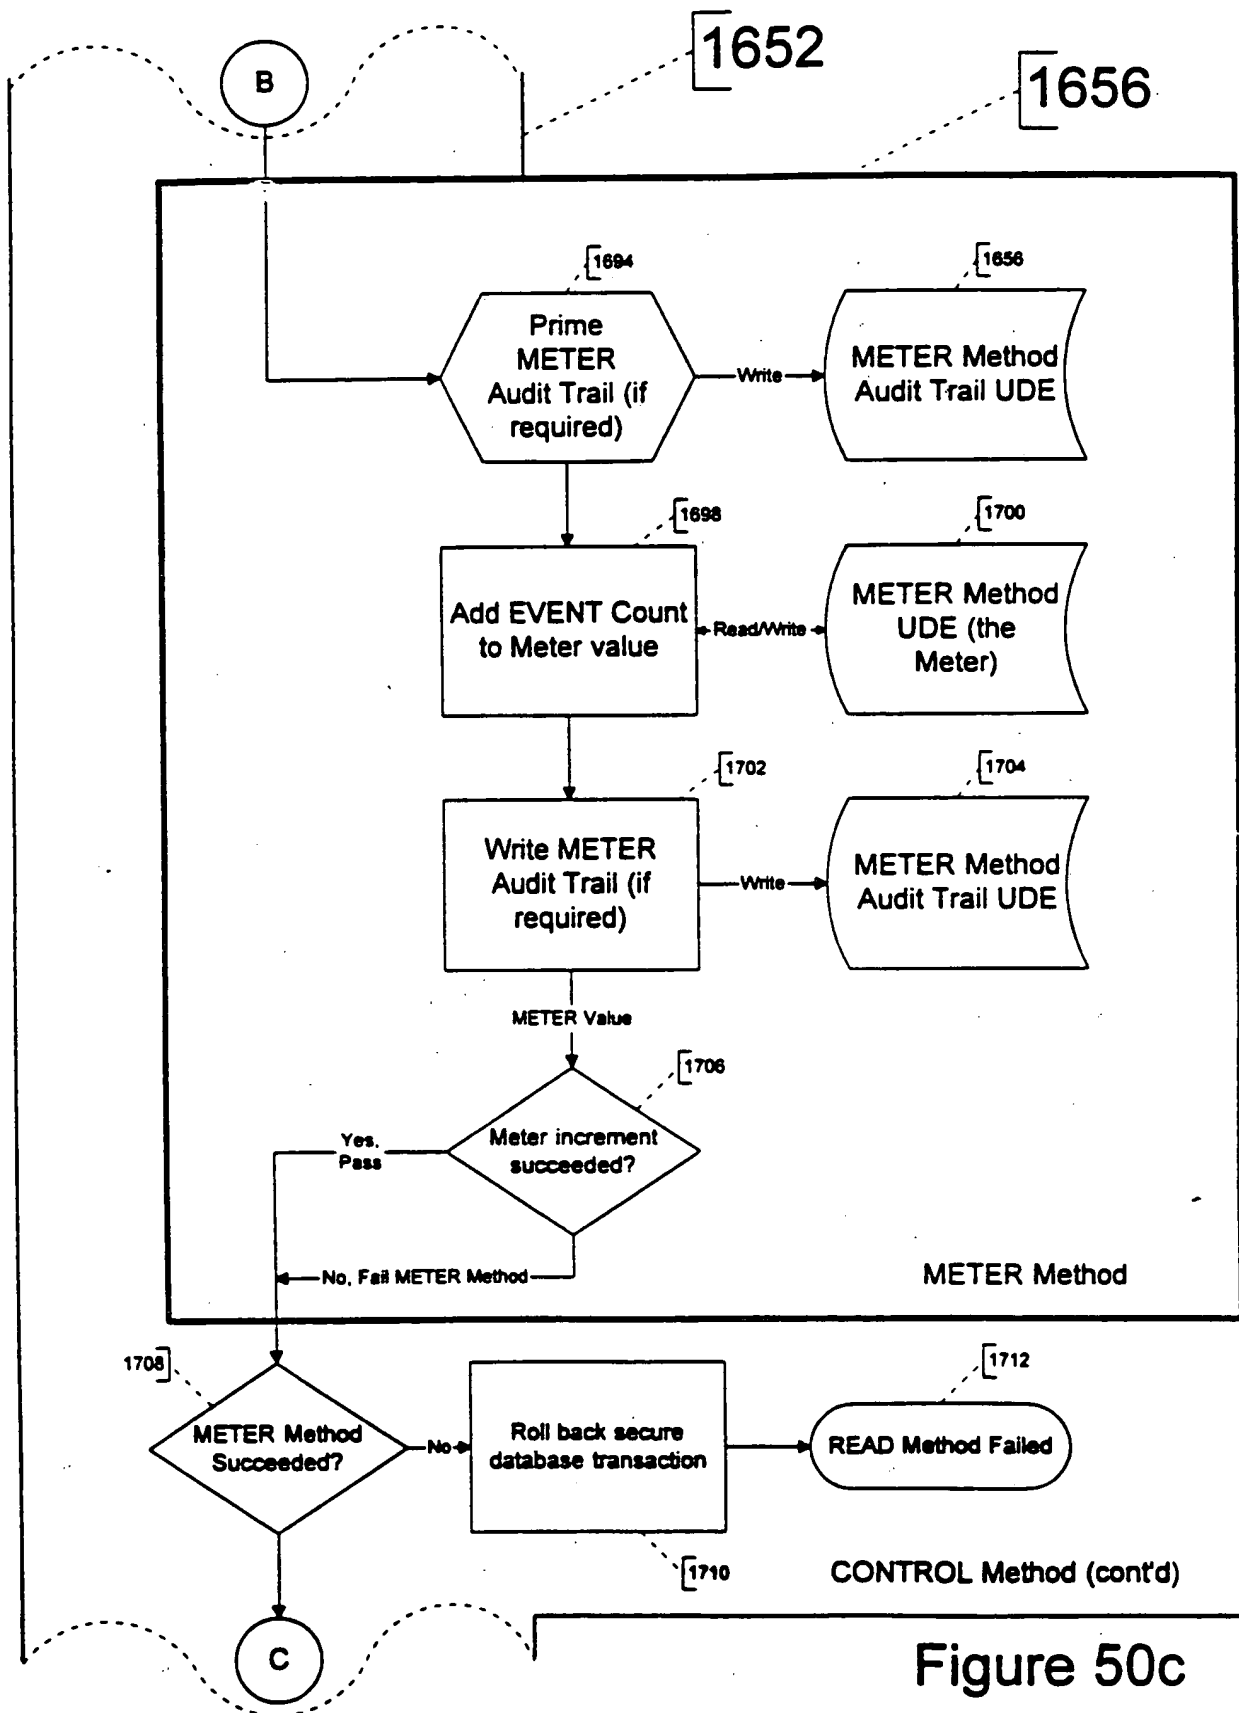 1652
B
1656
1694
Prime
METER
Audit Trail (if
required)
Write
1656
METER Method
Audit Trail UDE
1698
Add EVENT Count
to Meter value
Read/Write
1700
METER Method
UDE (the
Meter)
1702
Write METER
Audit Trail (if
required)
Write
1704
METER Method
Audit Trail UDE
METER Value
1706
Meter increment
succeeded?
Yes,
Pass
No, Fail METER Method
METER Method
1708
METER Method
Succeeded?
No
Roll back secure
database transaction
1710
1712
READ Method Failed
CONTROL Method (cont'd)
C
Figure 50c